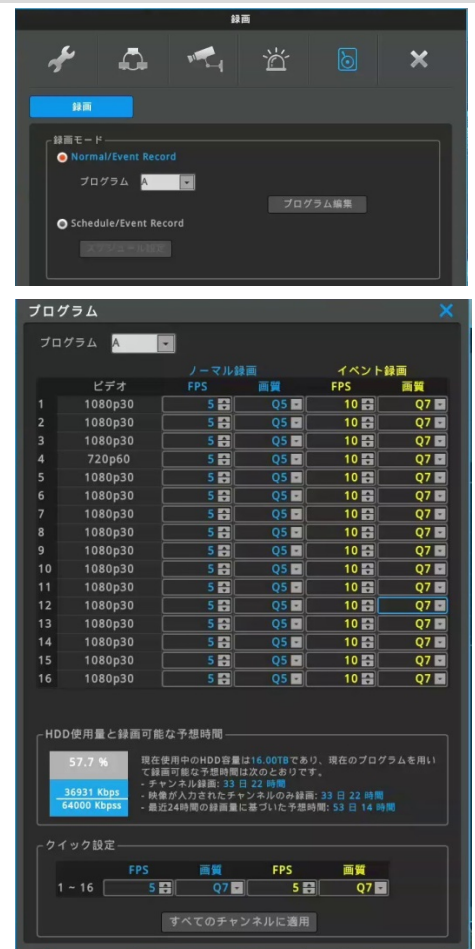 録画
録画
録画モード
Normal/Event Record
プログラム A
プログラム編集
Schedule/Event Record
スケジュール設定
プログラム
プログラム A
ノーマル録画 イベント録画
ビデオ FPS 画質 FPS 画質
1 1080p30 5 Q5 10 Q7
2 1080p30 5 Q5 10 Q7
3 1080p30 5 Q5 10 Q7
4 720p60 5 Q5 10 Q7
5 1080p30 5 Q5 10 Q7
6 1080p30 5 Q5 10 Q7
7 1080p30 5 Q5 10 Q7
8 1080p30 5 Q5 10 Q7
9 1080p30 5 Q5 10 Q7
10 1080p30 5 Q5 10 Q7
11 1080p30 5 Q5 10 Q7
12 1080p30 5 Q5 10 Q7
13 1080p30 5 Q5 10 Q7
14 1080p30 5 Q5 10 Q7
15 1080p30 5 Q5 10 Q7
16 1080p30 5 Q5 10 Q7
HDD使用量と録画可能な予想時間
57.7 %
36931 Kbps
64000 Kbpss
現在使用中のHDD容量は16.00TBであり、現在のプログラムを用い
て録画可能な予想時間は次のとおりです。
- チャンネル録画: 33 日 22 時間
- 映像が入力されたチャンネルのみ録画: 33 日 22 時間
- 最近24時間の録画量に基づいた予想時間: 53 日 14 時間
クイック設定
FPS 画質 FPS 画質
1 ~ 16 5 Q7 5 Q7
すべてのチャンネルに適用